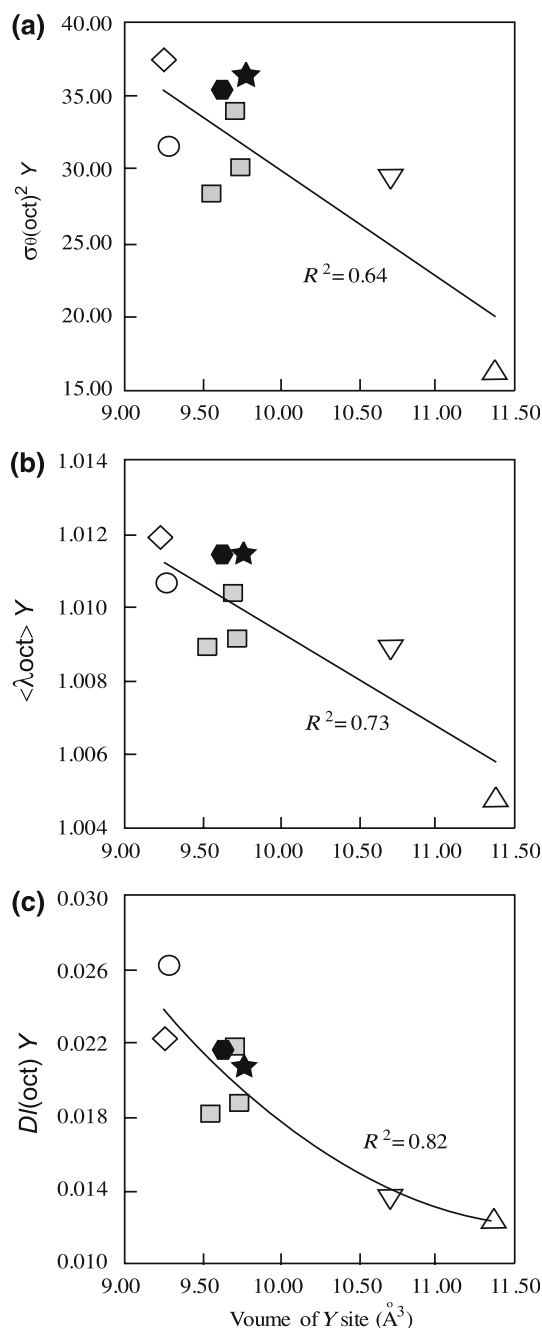 (a)
40.00
35.00
30.00
25.00
20.00
15.00
σθ(oct)² Y
R²=0.64
9.00 9.50 10.00 10.50 11.00 11.50
(b)
1.014
1.012
1.010
1.008
1.006
1.004
<λoct> Y
R²=0.73
9.00 9.50 10.00 10.50 11.00 11.50
(c)
0.030
0.026
0.022
0.018
0.014
0.010
DI(oct) Y
R²=0.82
9.00 9.50 10.00 10.50 11.00 11.50
Voume of Y site (Å³)